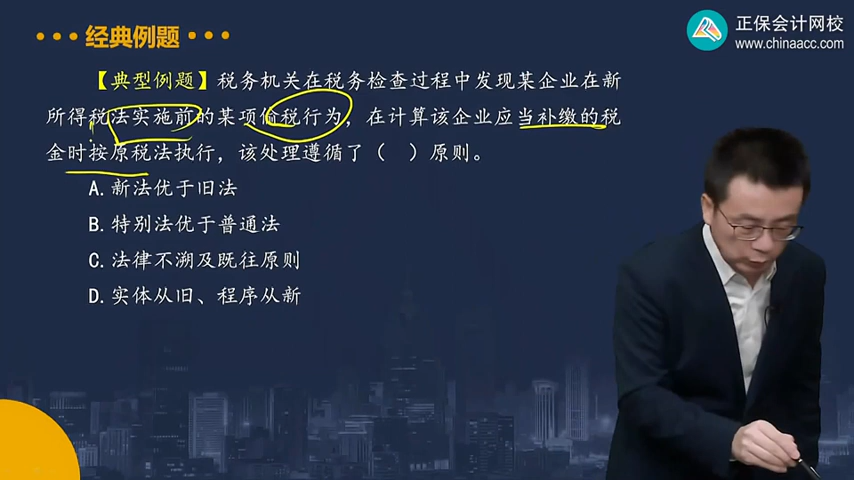 经典例题
正保会计网校
www.chinaacc.com
【典型例题】税务机关在税务检查过程中发现某企业在新
所得税法实施前的某项偷税行为，在计算该企业应当补缴的税
金时按原税法执行，该处理遵循了（ ）原则。
A. 新法优于旧法
B. 特别法优于普通法
C. 法律不溯及既往原则
D. 实体从旧、程序从新